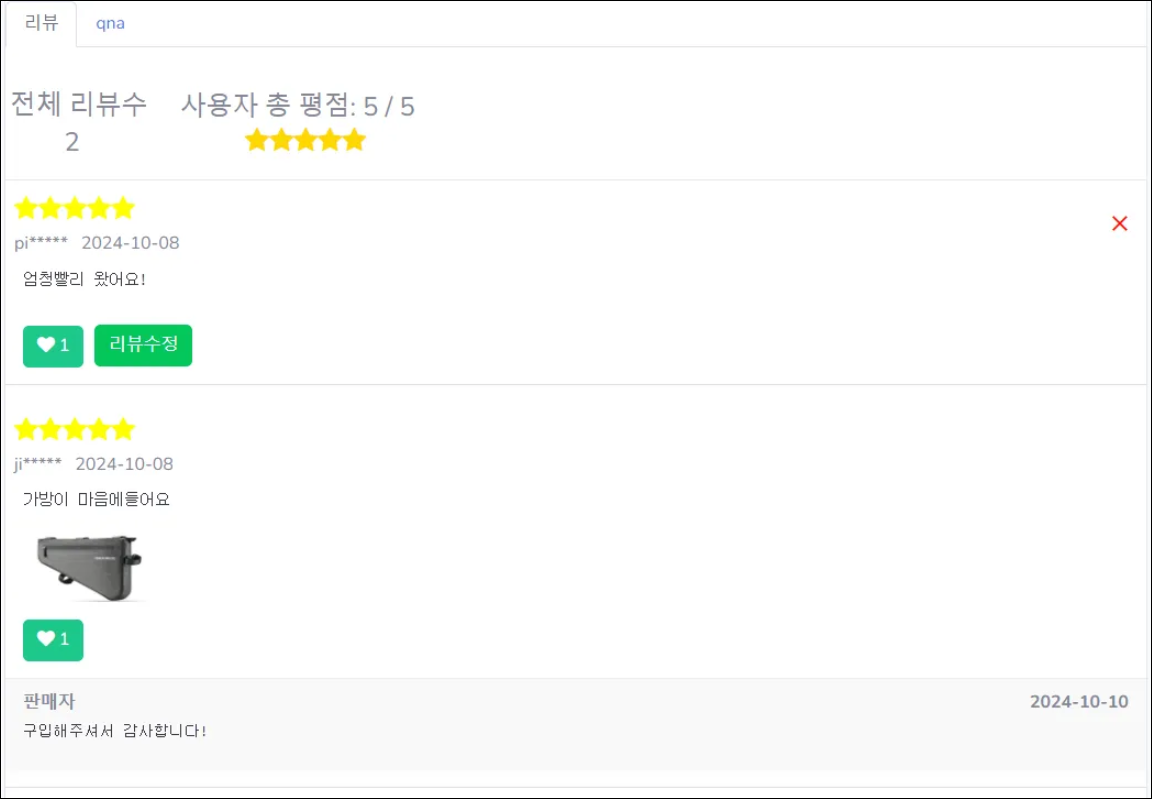 리뷰 qna
전체 리뷰수 사용자 총 평점: 5 / 5
2
pi***** 2024-10-08
엄청빨리 왔어요!
1 리뷰수정
ji***** 2024-10-08
가방이 마음에들어요
1
판매자 2024-10-10
구입해주셔서 감사합니다!